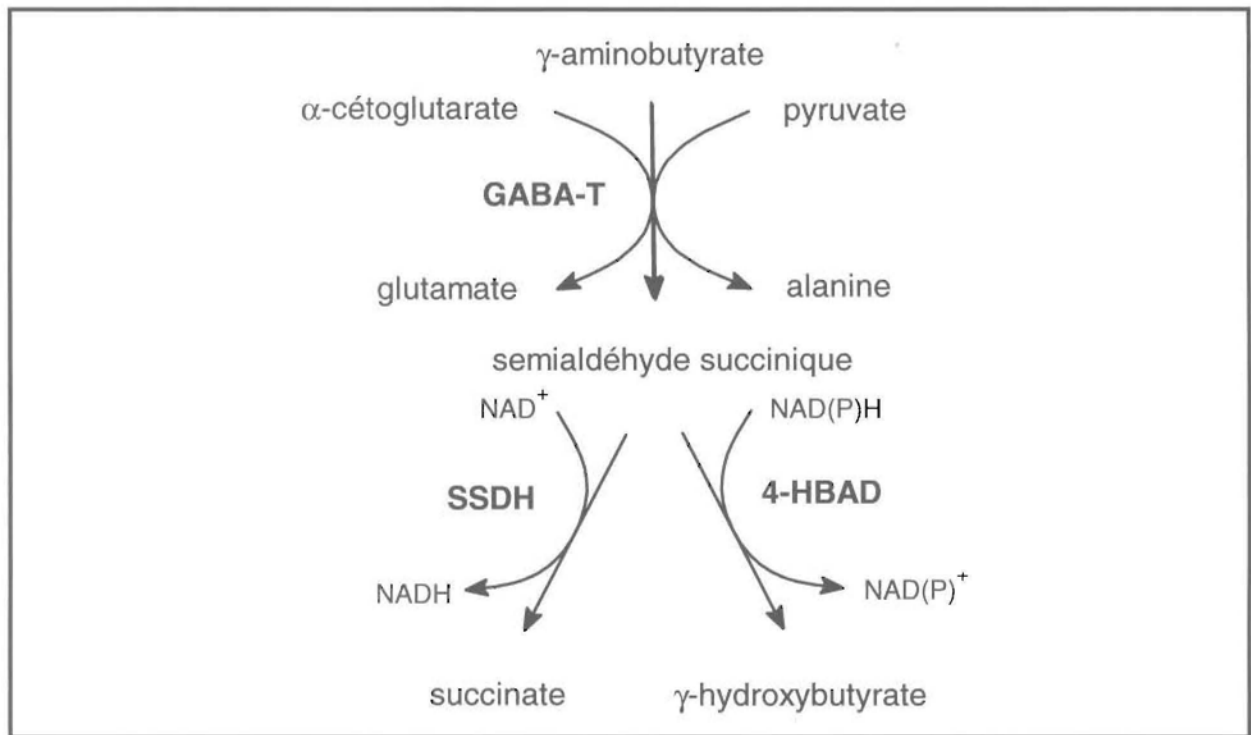 γ-aminobutyrate
α-cétoglutarate pyruvate
GABA-T
glutamate alanine
semialdéhyde succinique
NAD+ NAD(P)H
SSDH 4-HBAD
NADH NAD(P)+
succinate γ-hydroxybutyrate